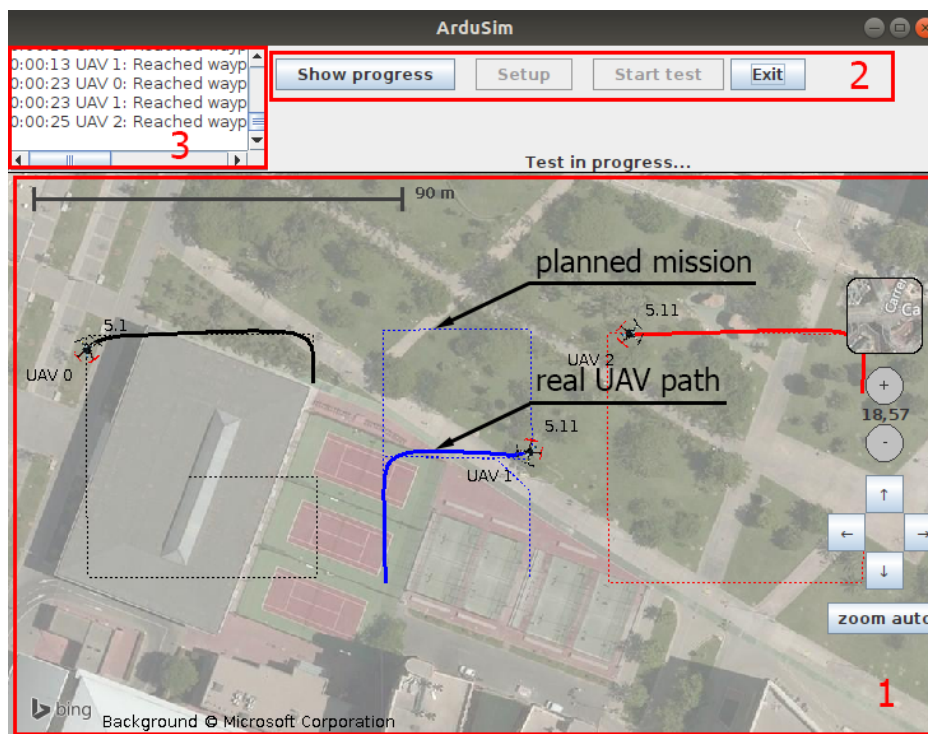 ArduSim
0:00:13 UAV 1: Reached wayp
0:00:23 UAV 0: Reached wayp
0:00:23 UAV 1: Reached wayp
0:00:25 UAV 2: Reached wayp
3
Show progress Setup Start test Exit
2
Test in progress...
90 m
planned mission
5.1
5.11
UAV 0
UAV 2
real UAV path
5.11
UAV 1
Carrer
Ca
+
18,57
-
↑
← →
↓
zoom auto
1
bing
Background © Microsoft Corporation